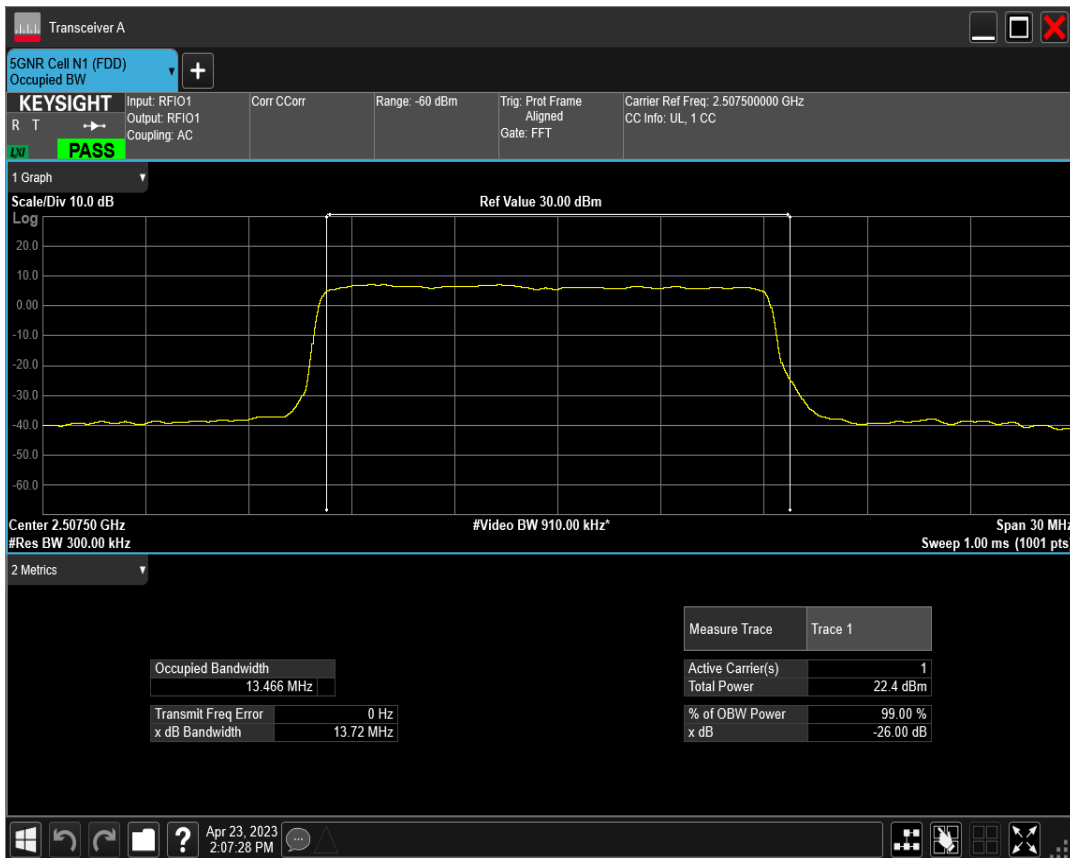 Transceiver A
5GNR Cell N1 (FDD)
Occupied BW
+
KEYSIGHT
R T
LXI
PASS
Input: RFIO1
Output: RFIO1
Coupling: AC
Corr CCorr
Range: -60 dBm
Trig: Prot Frame
Aligned
Gate: FFT
Carrier Ref Freq: 2.507500000 GHz
CC Info: UL, 1 CC
1 Graph
Scale/Div 10.0 dB
Ref Value 30.00 dBm
Log
20.0
10.0
0.00
-10.0
-20.0
-30.0
-40.0
-50.0
-60.0
Center 2.50750 GHz
#Video BW 910.00 kHz*
Span 30 MHz
#Res BW 300.00 kHz
Sweep 1.00 ms (1001 pts)
2 Metrics
Measure Trace Trace 1
Occupied Bandwidth
13.466 MHz
Active Carrier(s) 1
Total Power 22.4 dBm
Transmit Freq Error 0 Hz
x dB Bandwidth 13.72 MHz
% of OBW Power 99.00 %
x dB -26.00 dB
?
Apr 23, 2023
2:07:28 PM